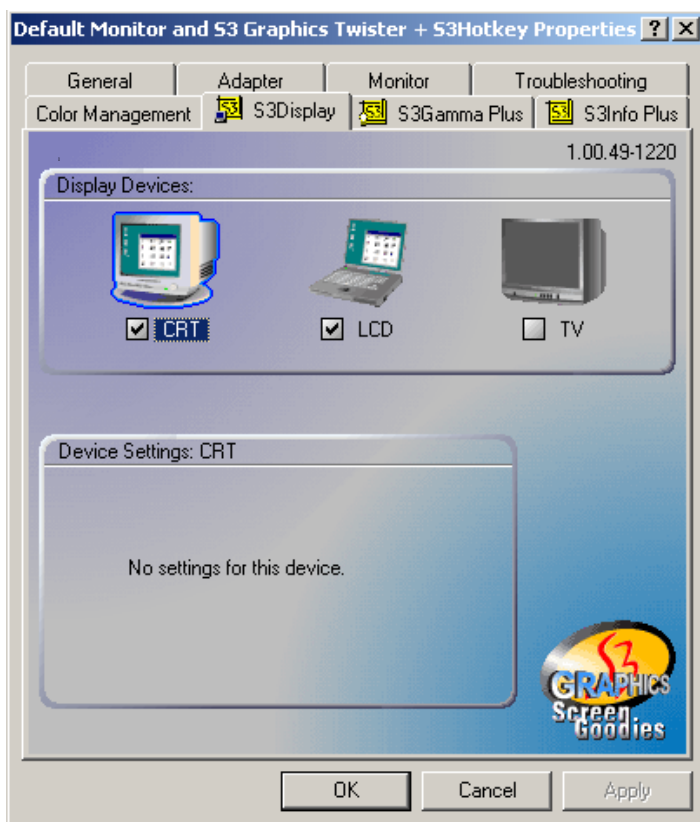 Default Monitor and S3 Graphics Twister + S3Hotkey Properties
General Adapter Monitor Troubleshooting
Color Management S3Display S3Gamma Plus S3Info Plus
1.00.49-1220
Display Devices:
CRT LCD TV
Device Settings: CRT
No settings for this device.
S3
GRAPHICS
Screen
Goodies
OK Cancel Apply